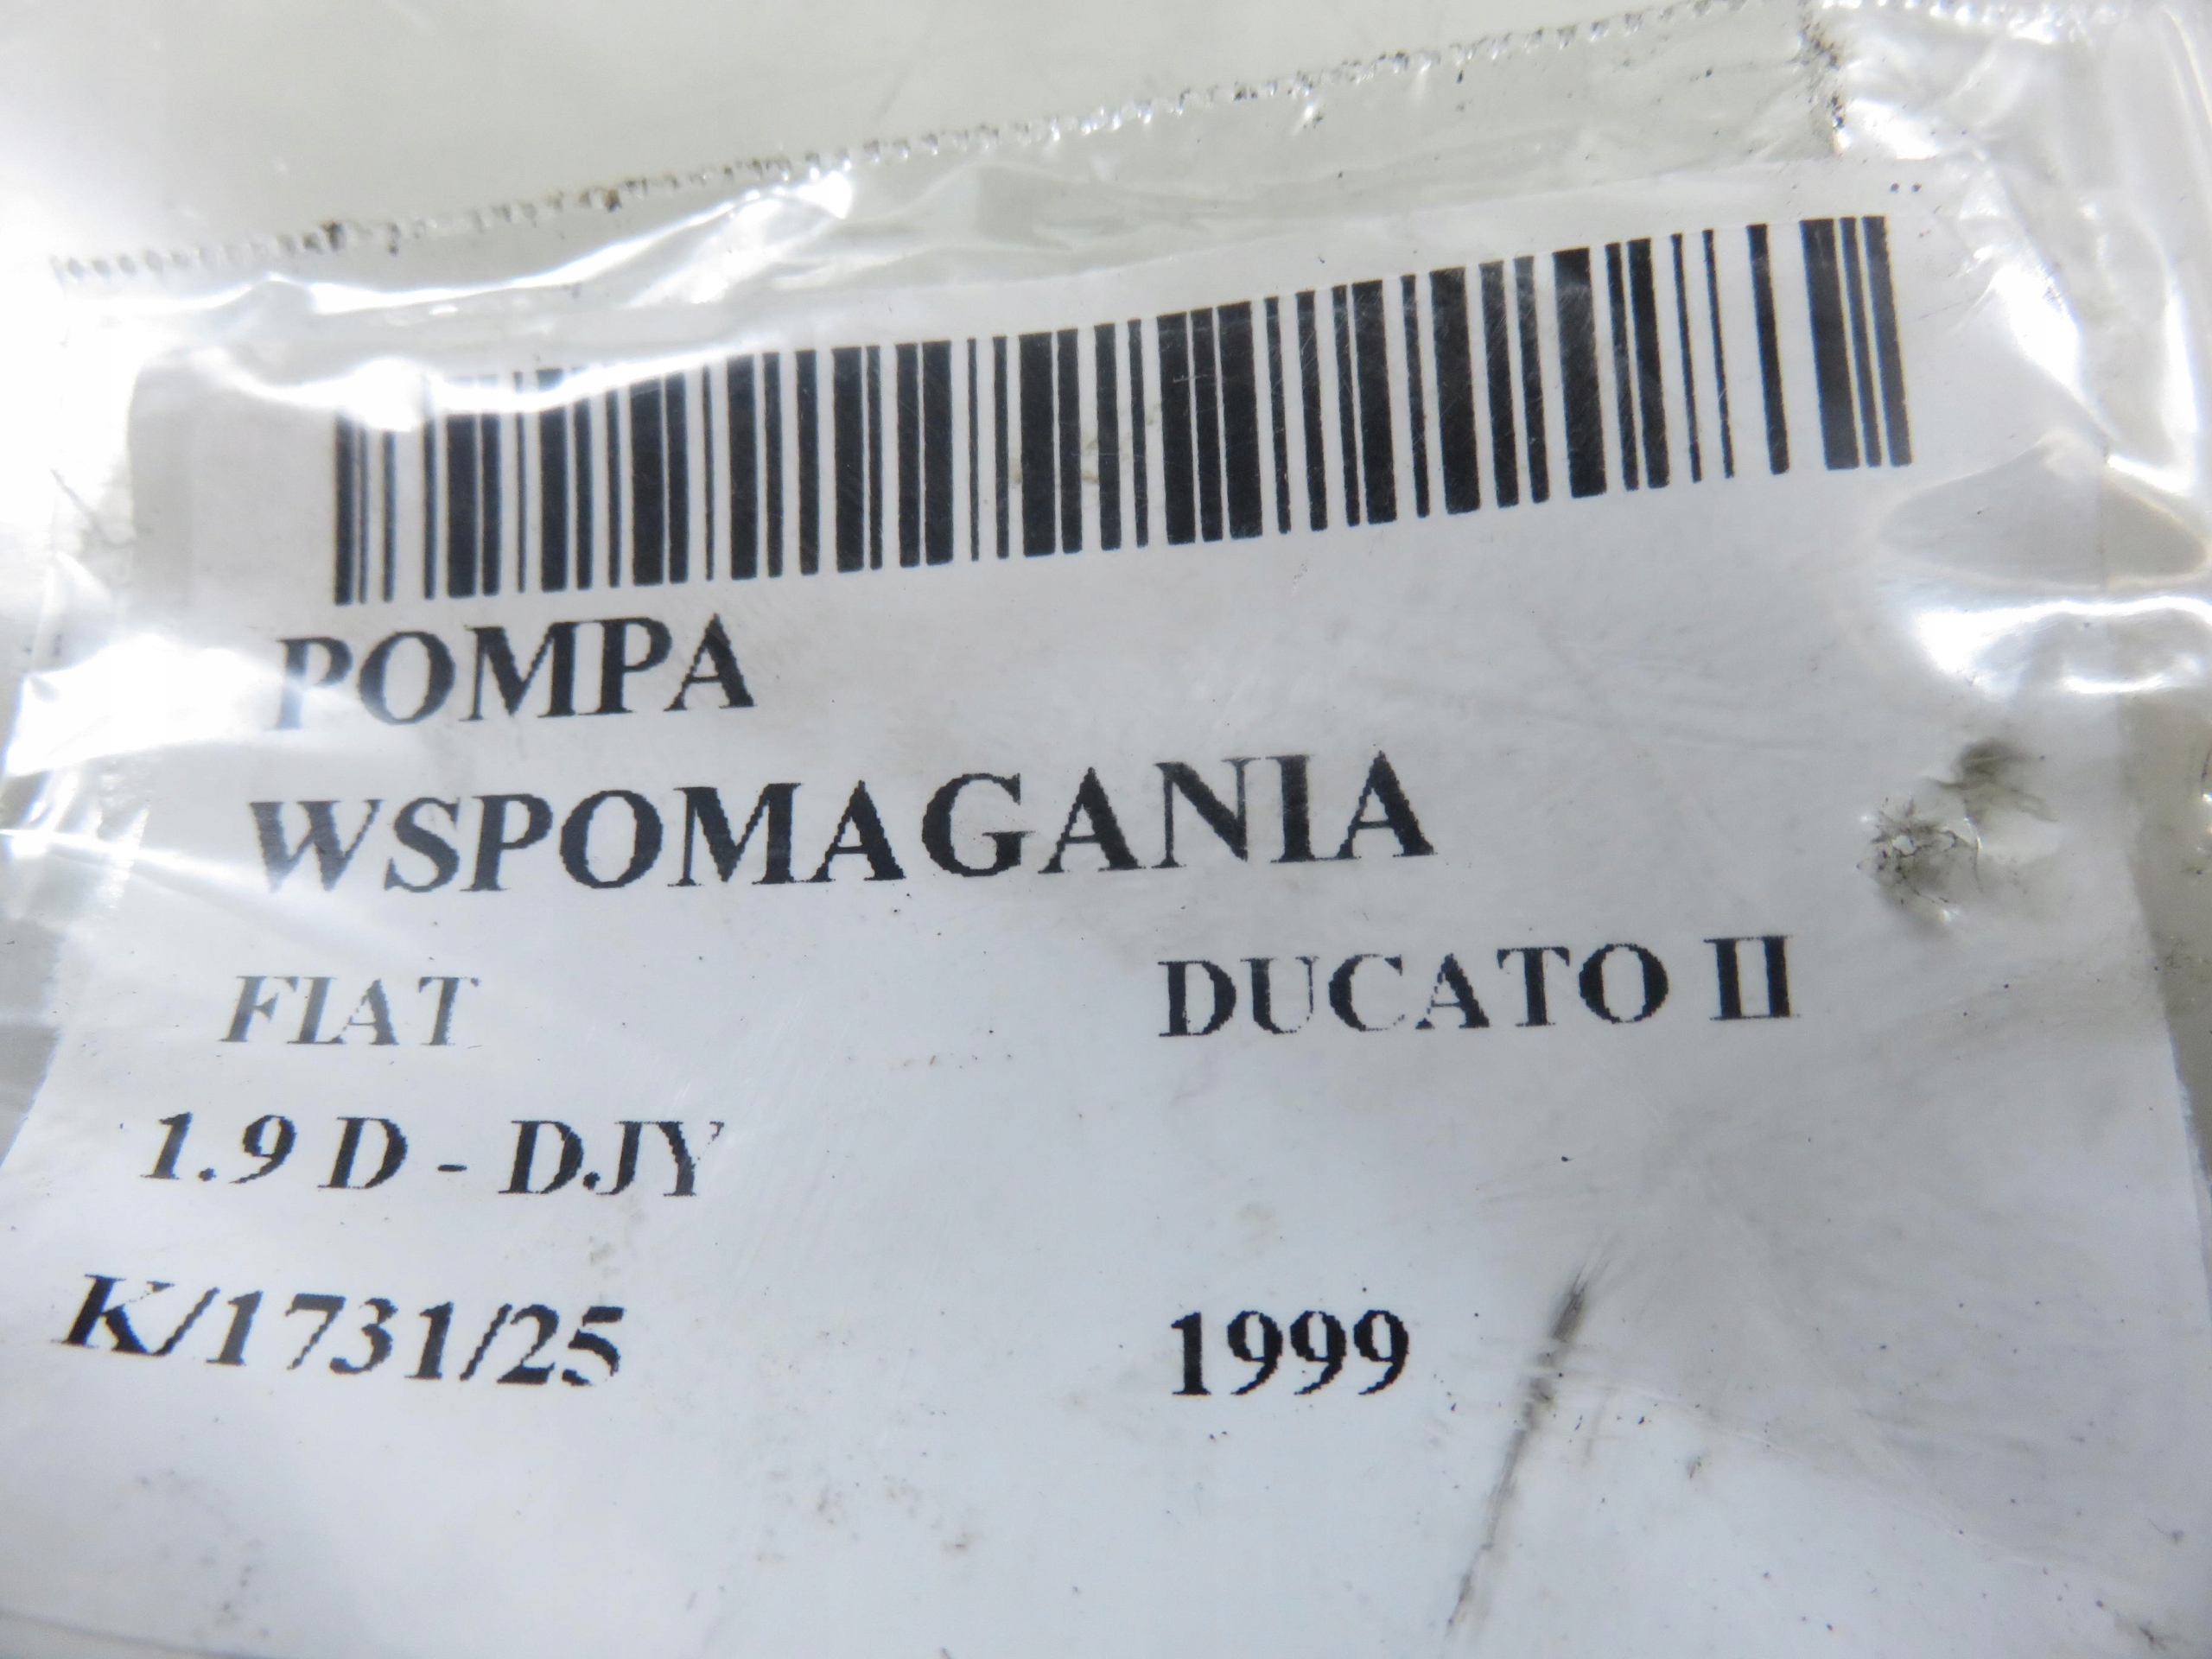 POMPA
WSPOMAGANIA
FIAT DUCATO II
1.9 D - DJY
K/1731/25 1999